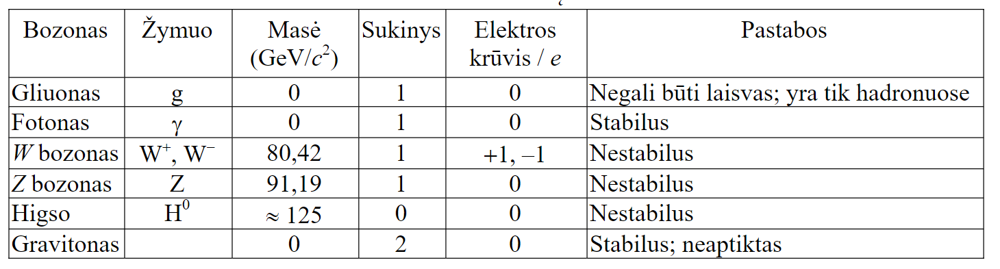 Bozonas Žymuo Masė (GeV/c²) Sukinys Elektros krūvis / e Pastabos
Gliuonas g 0 1 0 Negali būti laisvas; yra tik hadronuose
Fotonas γ 0 1 0 Stabilus
W bozonas W⁺, W⁻ 80,42 1 +1, –1 Nestabilus
Z bozonas Z 91,19 1 0 Nestabilus
Higso H⁰ ≈ 125 0 0 Nestabilus
Gravitonas 0 2 0 Stabilus; neaptiktas